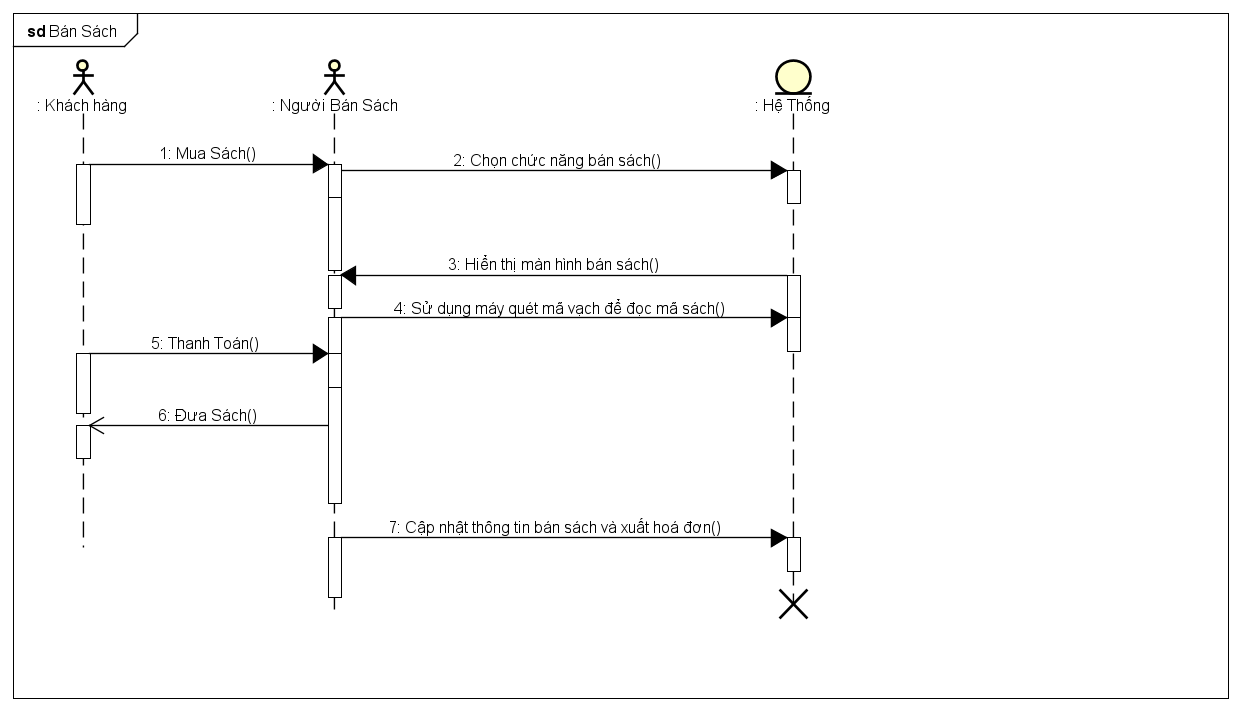 sd Bán Sách
: Khách hàng
: Người Bán Sách
: Hệ Thống
1: Mua Sách()
2: Chọn chức năng bán sách()
3: Hiển thị màn hình bán sách()
4: Sử dụng máy quét mã vạch để đọc mã sách()
5: Thanh Toán()
6: Đưa Sách()
7: Cập nhật thông tin bán sách và xuất hoá đơn()